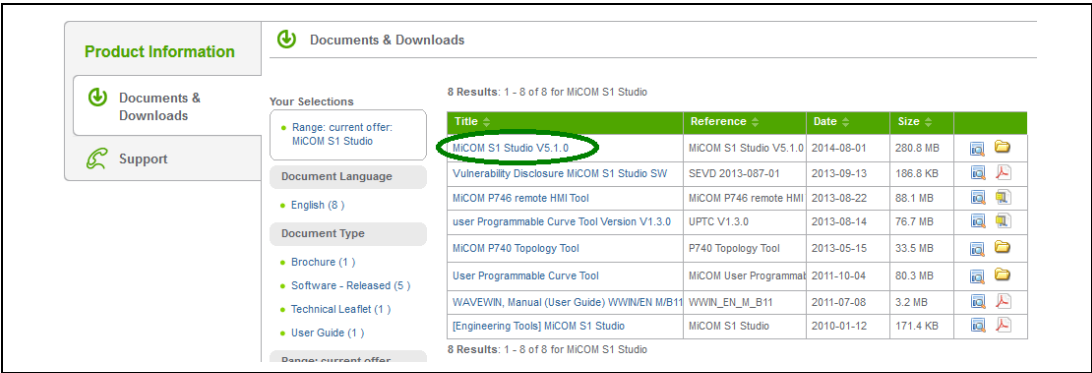 Product Information
Documents &
Downloads
Support
Documents & Downloads
Your Selections
Range: current offer:
MiCOM S1 Studio
Document Language
English (8 )
Document Type
Brochure (1 )
Software - Released (5 )
Technical Leaflet (1 )
User Guide (1 )
Range: current offer
8 Results: 1 - 8 of 8 for MiCOM S1 Studio
Title Reference Date Size
MiCOM S1 Studio V5.1.0 MiCOM S1 Studio V5.1.0 2014-08-01 280.8 MB
Vulnerability Disclosure MiCOM S1 Studio SW SEVD 2013-087-01 2013-09-13 186.8 KB
MiCOM P746 remote HMI Tool MiCOM P746 remote HMI 2013-08-22 88.1 MB
user Programmable Curve Tool Version V1.3.0 UPTC V1.3.0 2013-08-14 76.7 MB
MiCOM P740 Topology Tool P740 Topology Tool 2013-05-15 33.5 MB
User Programmable Curve Tool MiCOM User Programmat 2011-10-04 80.3 MB
WAVEWIN, Manual (User Guide) WWIN/EN M/B11 WWIN_EN_M_B11 2011-07-08 3.2 MB
[Engineering Tools] MiCOM S1 Studio MiCOM S1 Studio 2010-01-12 171.4 KB
8 Results: 1 - 8 of 8 for MiCOM S1 Studio